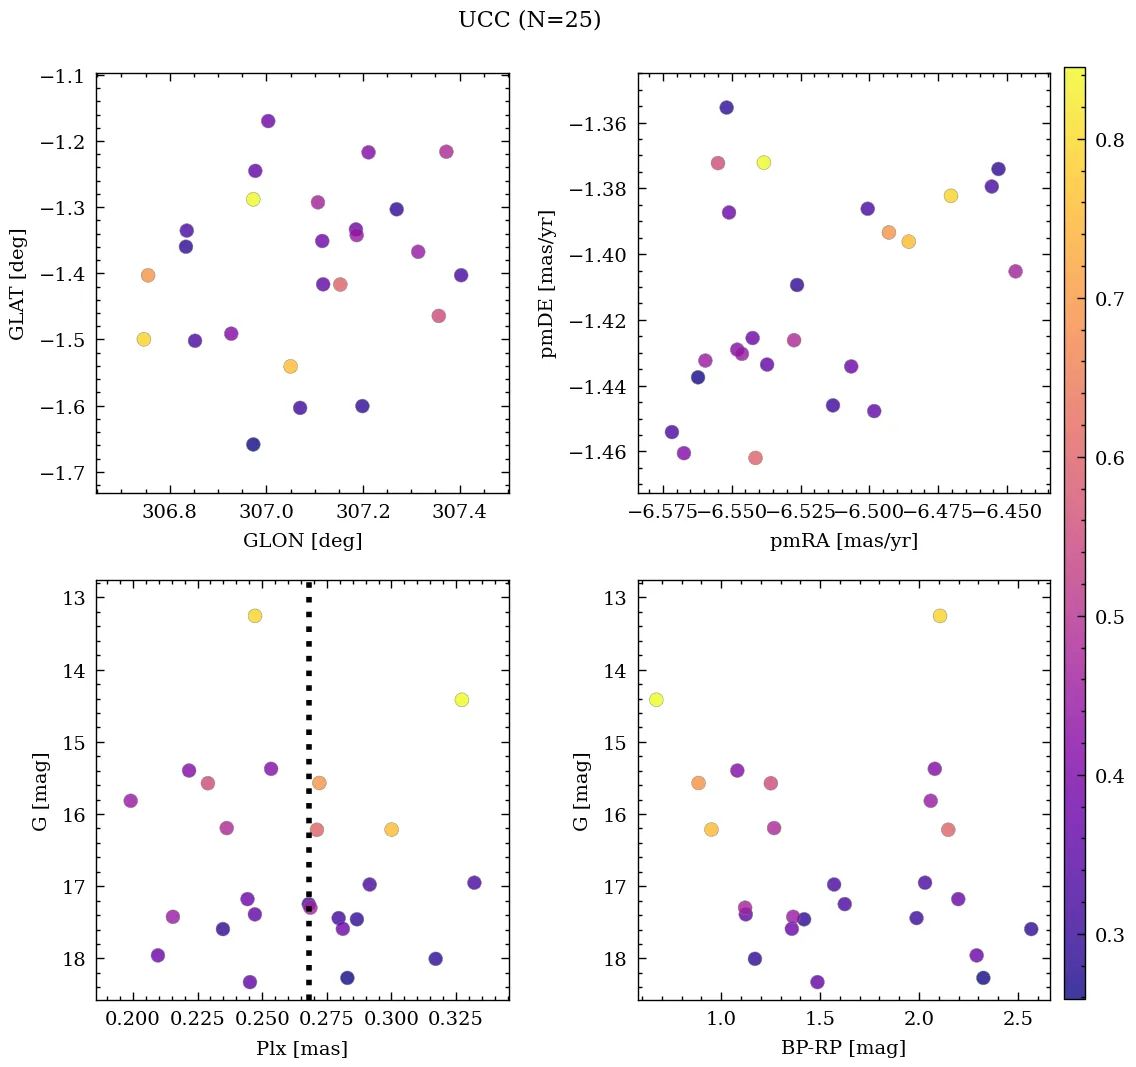 UCC (N=25)
−1.1
−1.2
−1.3
−1.4
−1.5
−1.6
−1.7
GLAT [deg]
306.8 307.0 307.2 307.4
GLON [deg]
−1.36
−1.38
−1.40
−1.42
−1.44
−1.46
pmDE [mas/yr]
−6.575 −6.550 −6.525 −6.500 −6.475 −6.450
pmRA [mas/yr]
13
14
15
16
17
18
G [mag]
0.200 0.225 0.250 0.275 0.300 0.325
Plx [mas]
13
14
15
16
17
18
G [mag]
1.0 1.5 2.0 2.5
BP-RP [mag]
0.8
0.7
0.6
0.5
0.4
0.3